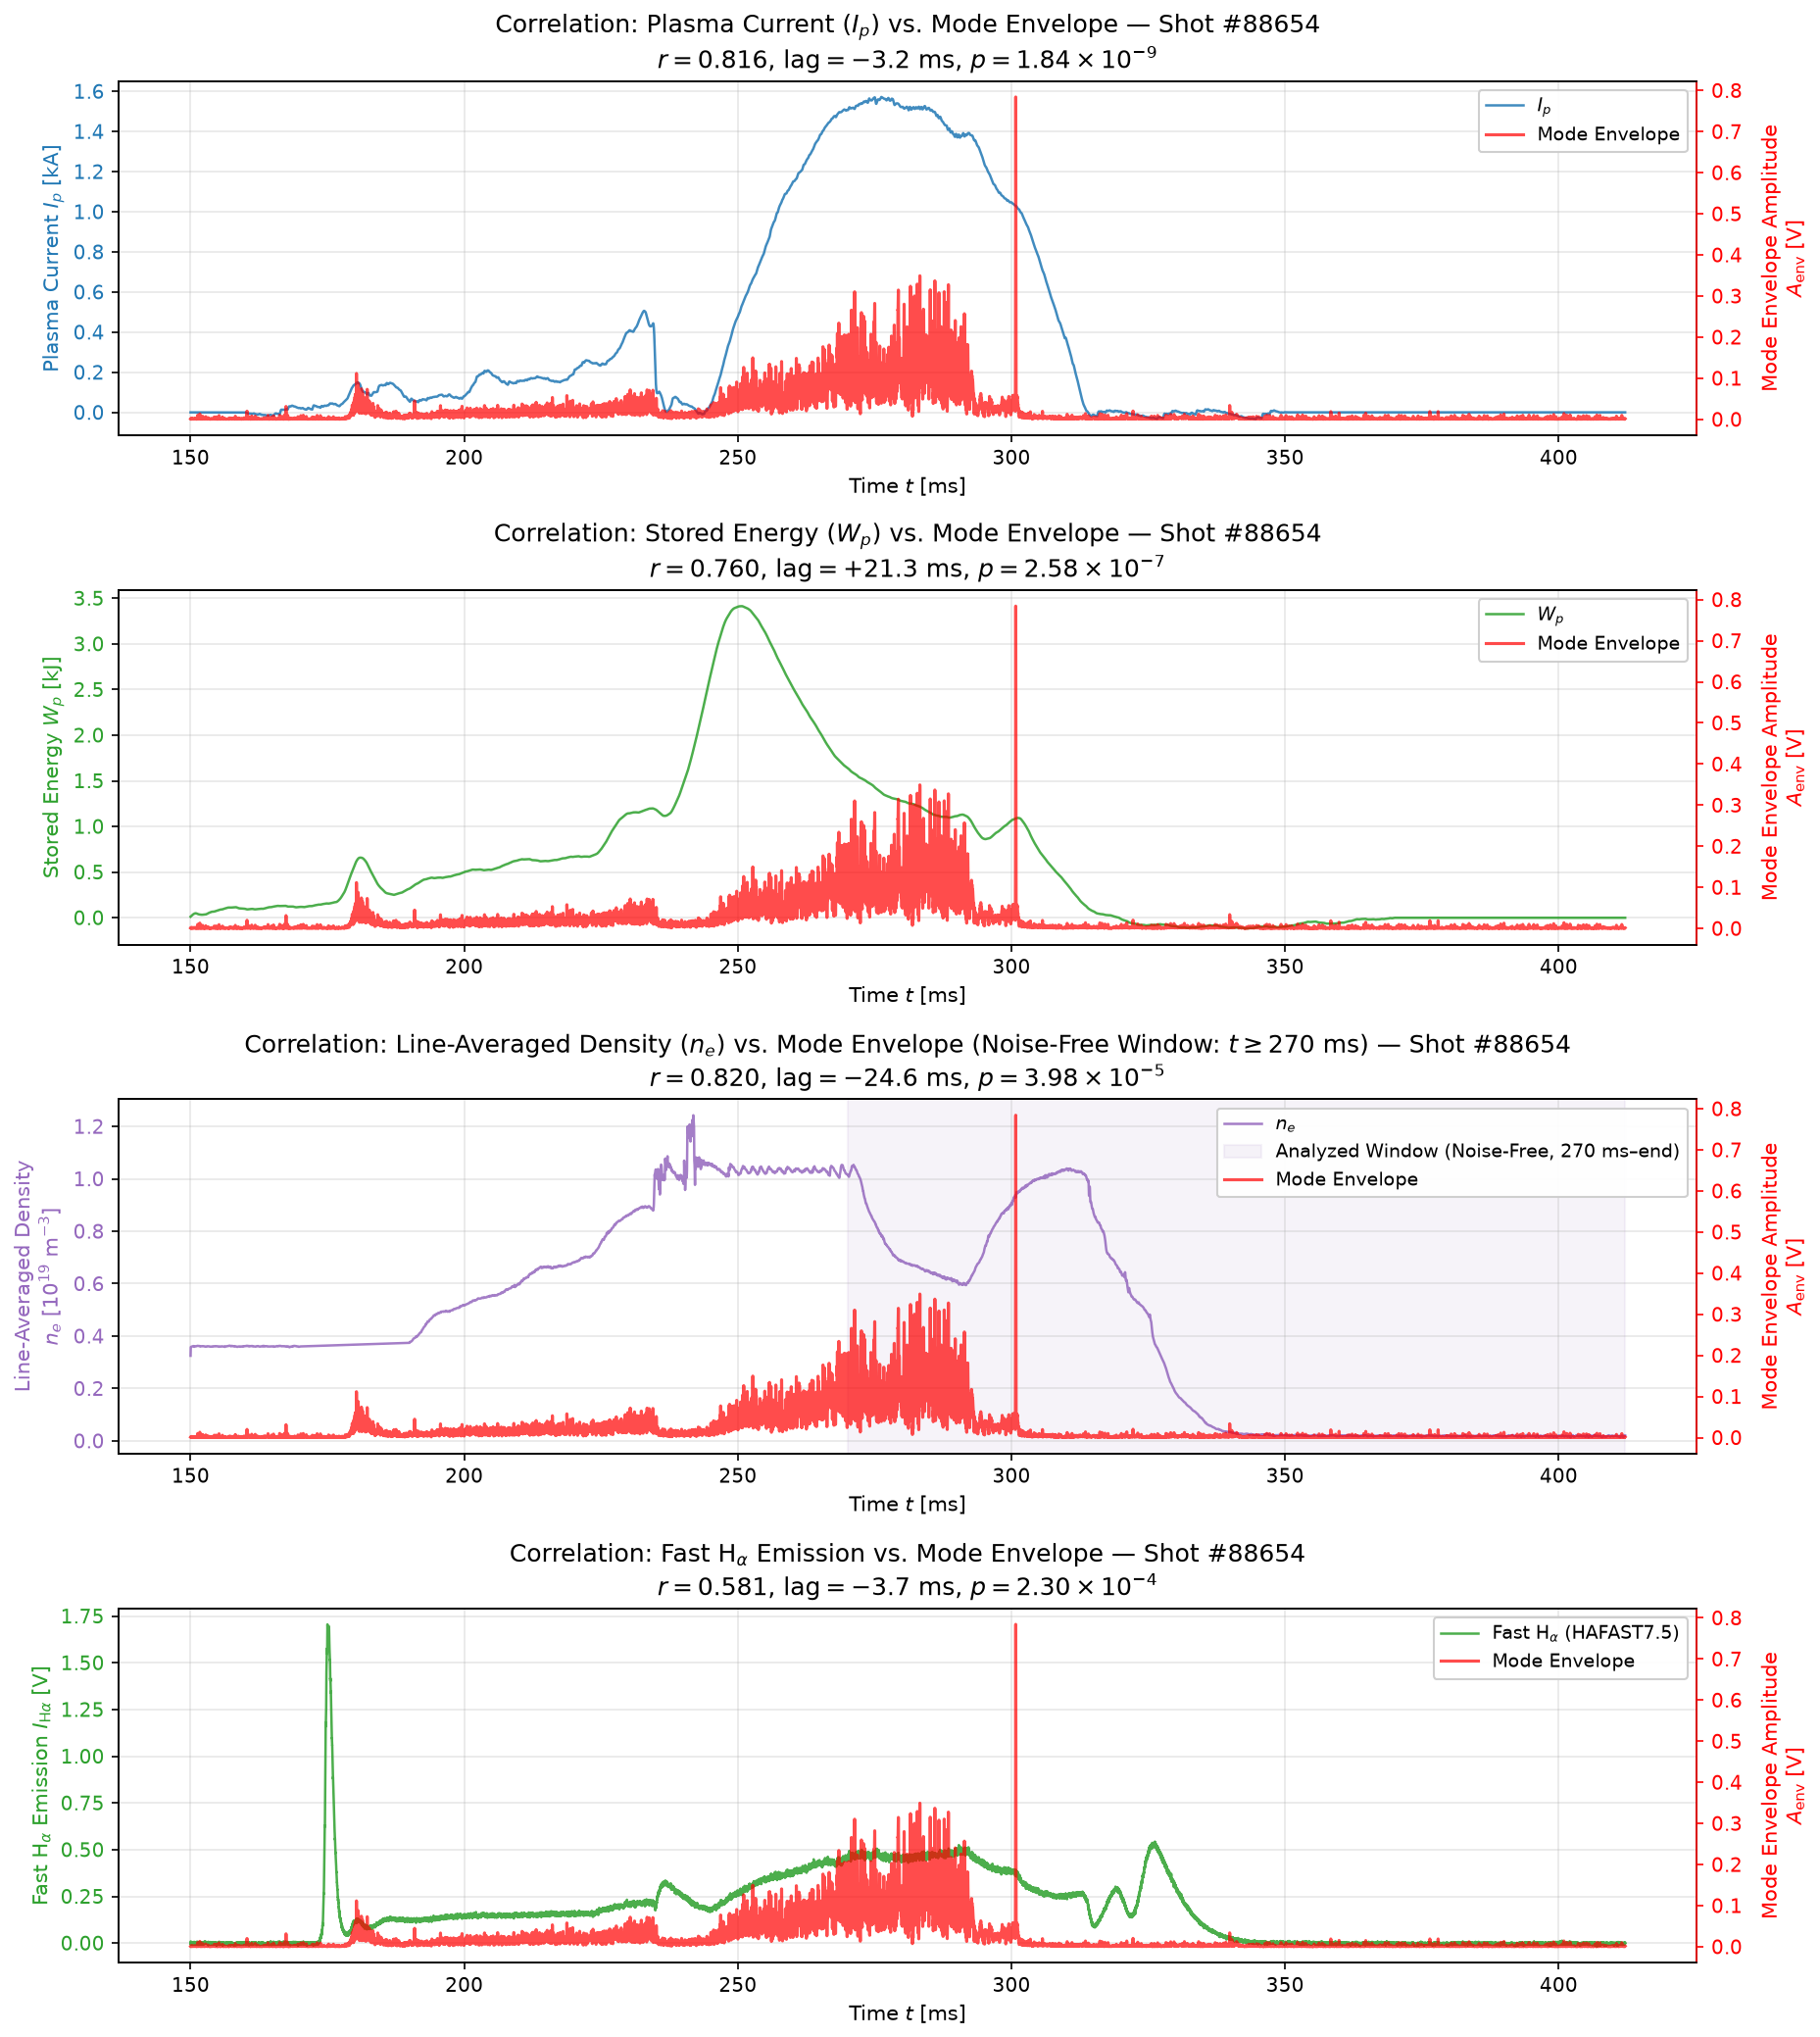 Correlation: Plasma Current (Iₚ) vs. Mode Envelope — Shot #88654
r = 0.816, lag = −3.2 ms, p = 1.84 × 10⁻⁹
Plasma Current Iₚ [kA]
1.6
1.4
1.2
1.0
0.8
0.6
0.4
0.2
0.0
Iₚ
Mode Envelope
0.8
0.7
0.6
0.5
0.4
0.3
0.2
0.1
0.0
Mode Envelope Amplitude
A_env [V]
150 200 250 300 350 400
Time t [ms]
Correlation: Stored Energy (Wₚ) vs. Mode Envelope — Shot #88654
r = 0.760, lag = +21.3 ms, p = 2.58 × 10⁻⁷
Stored Energy Wₚ [kJ]
3.5
3.0
2.5
2.0
1.5
1.0
0.5
0.0
Wₚ
Mode Envelope
0.8
0.7
0.6
0.5
0.4
0.3
0.2
0.1
0.0
Mode Envelope Amplitude
A_env [V]
150 200 250 300 350 400
Time t [ms]
Correlation: Line-Averaged Density (nₑ) vs. Mode Envelope (Noise-Free Window: t ≥ 270 ms) — Shot #88654
r = 0.820, lag = −24.6 ms, p = 3.98 × 10⁻⁵
Line-Averaged Density
nₑ [10¹⁹ m⁻³]
1.2
1.0
0.8
0.6
0.4
0.2
0.0
nₑ
Analyzed Window (Noise-Free, 270 ms–end)
Mode Envelope
0.8
0.7
0.6
0.5
0.4
0.3
0.2
0.1
0.0
Mode Envelope Amplitude
A_env [V]
150 200 250 300 350 400
Time t [ms]
Correlation: Fast H_α Emission vs. Mode Envelope — Shot #88654
r = 0.581, lag = −3.7 ms, p = 2.30 × 10⁻⁴
Fast H_α Emission I_Hα [V]
1.75
1.50
1.25
1.00
0.75
0.50
0.25
0.00
Fast H_α (HAFAST7.5)
Mode Envelope
0.8
0.7
0.6
0.5
0.4
0.3
0.2
0.1
0.0
Mode Envelope Amplitude
A_env [V]
150 200 250 300 350 400
Time t [ms]